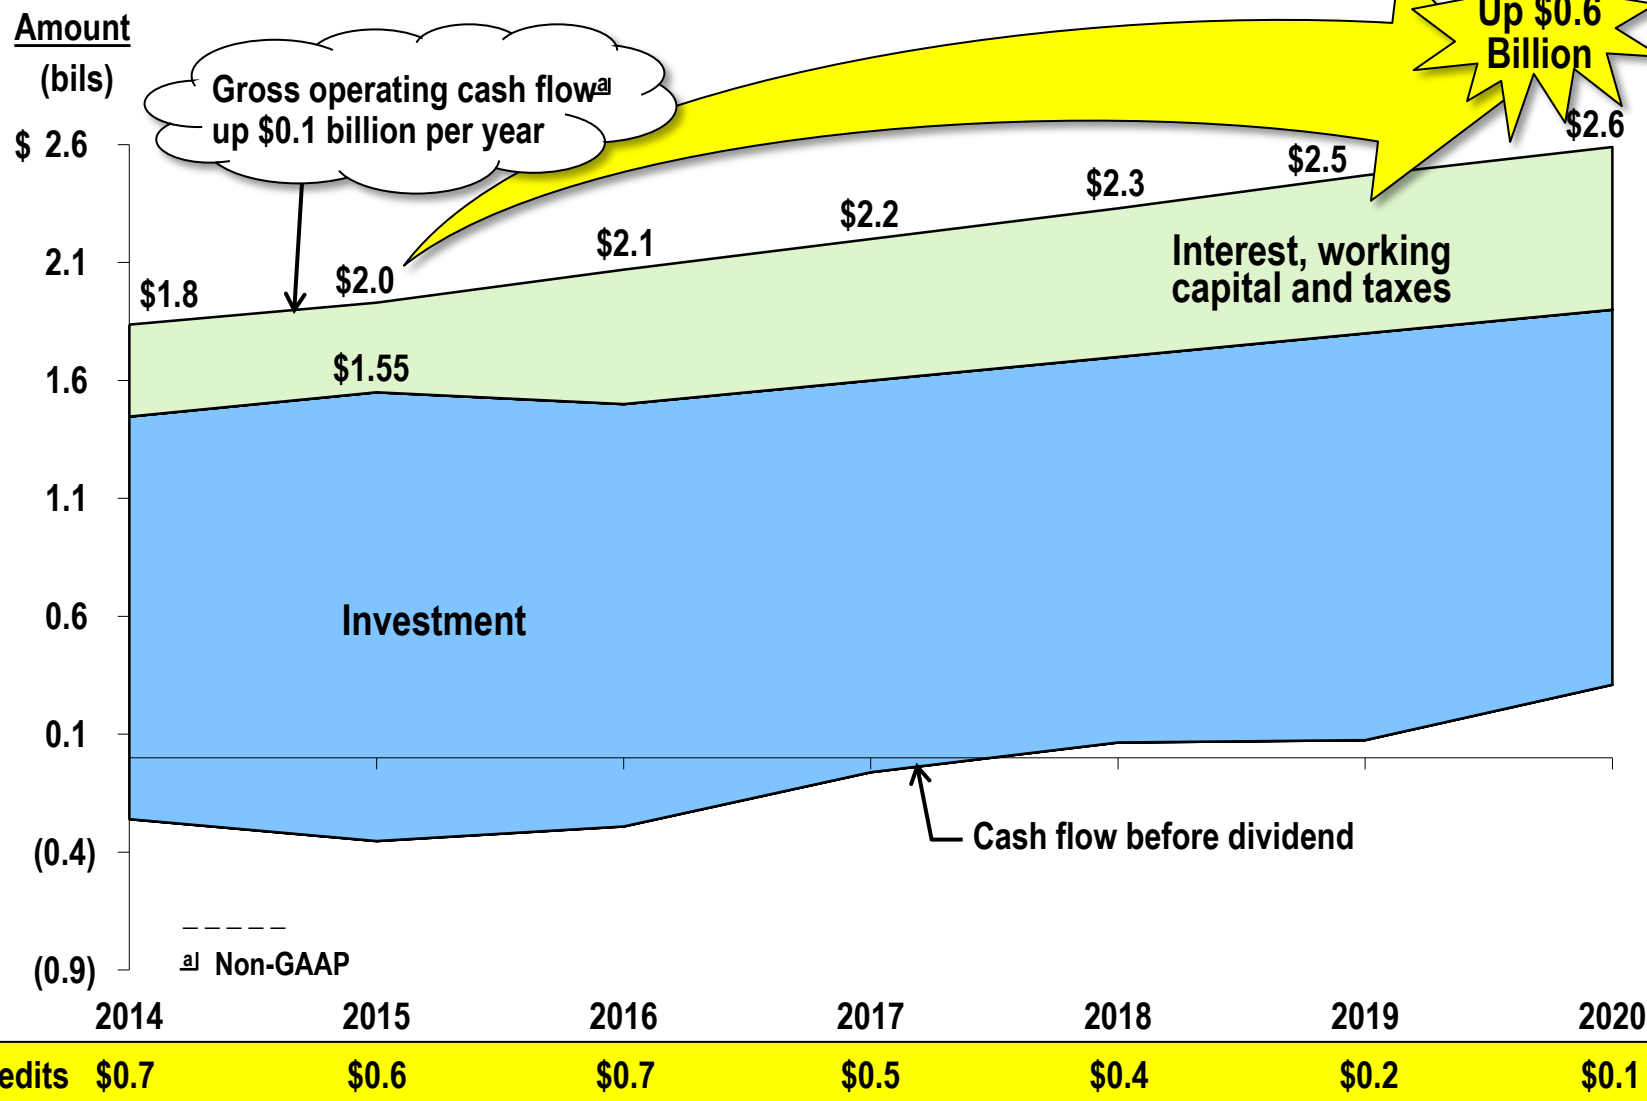 Amount
(bils)
Up $0.6
Billion
Gross operating cash flow a|
up $0.1 billion per year
$ 2.6
2.1
1.6
1.1
0.6
0.1
(0.4)
(0.9)
$1.8
$2.0
$2.1
$2.2
$2.3
$2.5
$2.6
$1.55
Interest, working
capital and taxes
Investment
Cash flow before dividend
a| Non-GAAP
2014 2015 2016 2017 2018 2019 2020
edits $0.7 $0.6 $0.7 $0.5 $0.4 $0.2 $0.1